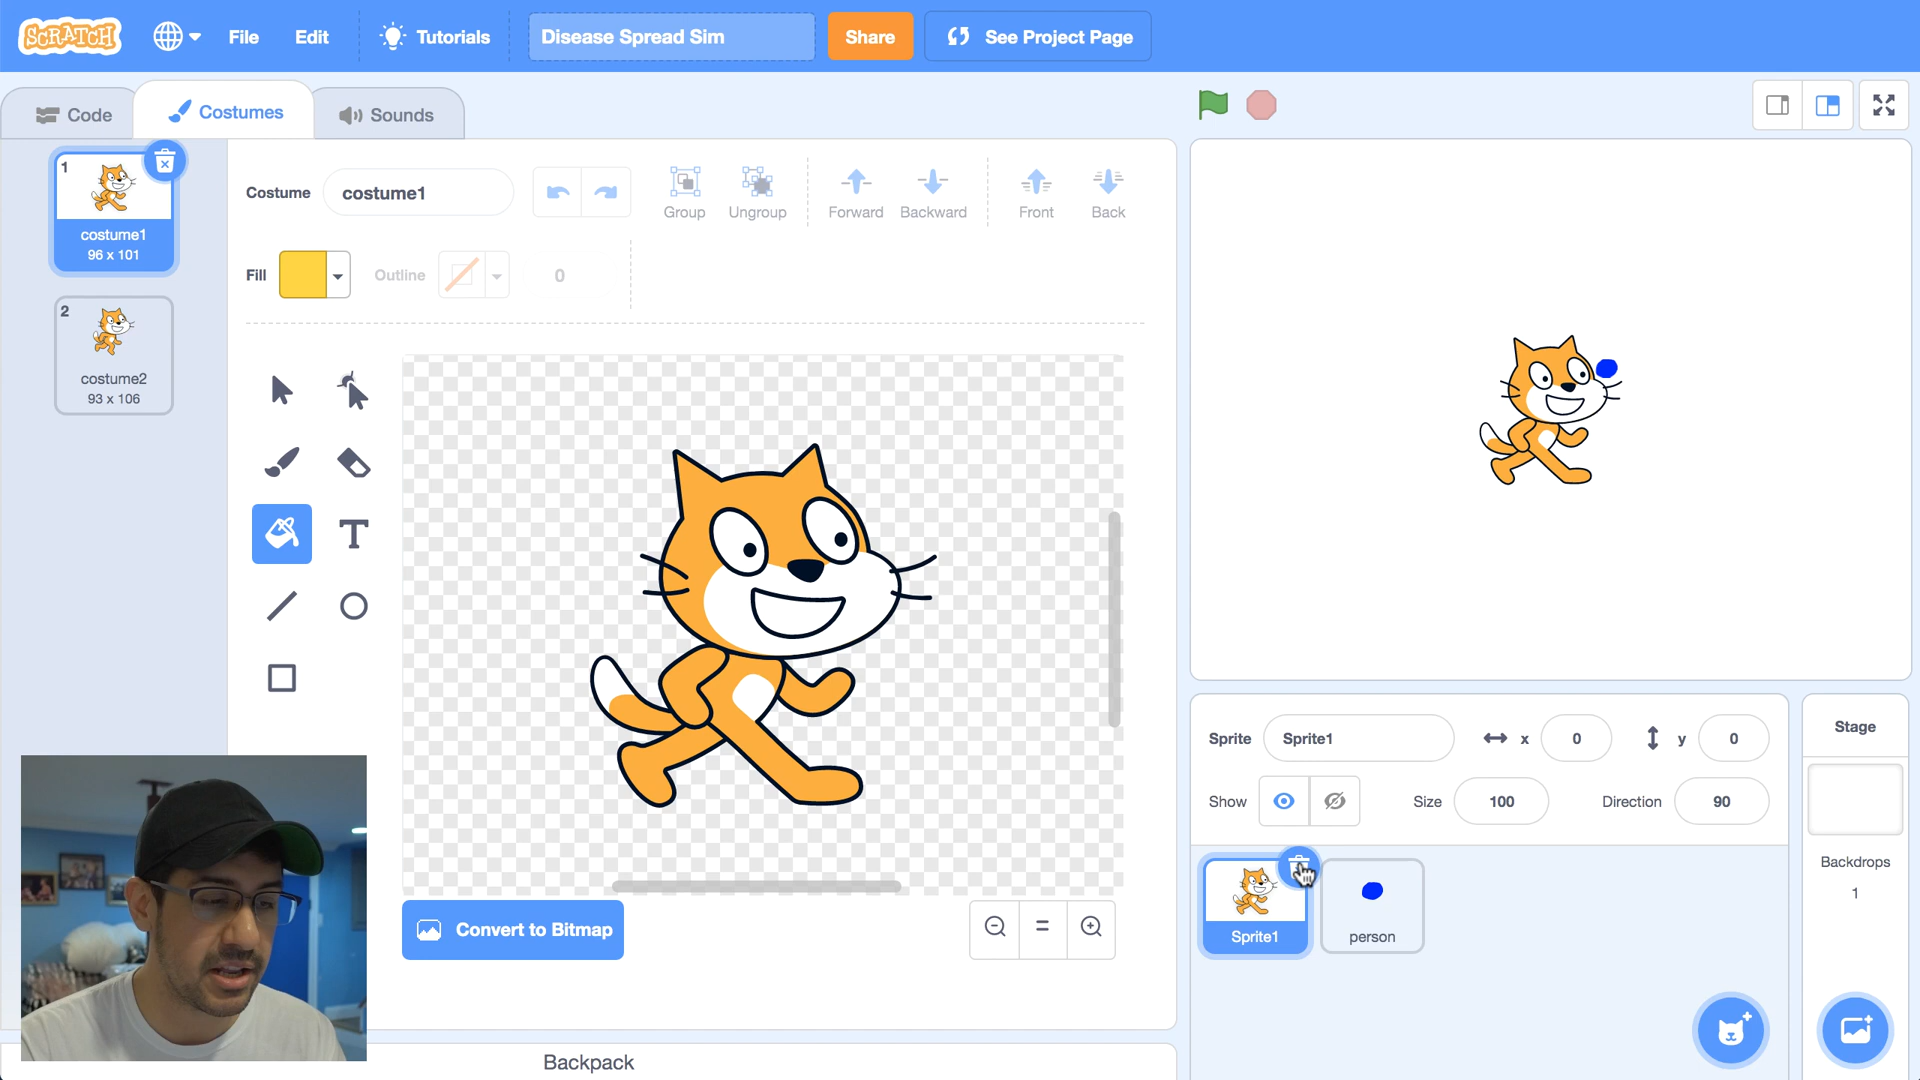 SCRATCH
File
Edit
Tutorials
Disease Spread Sim
Share
See Project Page
Code
Costumes
Sounds
1
costume1
96 x 101
2
costume2
93 x 106
Costume
costume1
Group
Ungroup
Forward
Backward
Front
Back
Fill
Outline
0
T
Convert to Bitmap
Backpack
Sprite
Sprite1
x
0
y
0
Show
Size
100
Direction
90
Sprite1
person
Stage
Backdrops
1